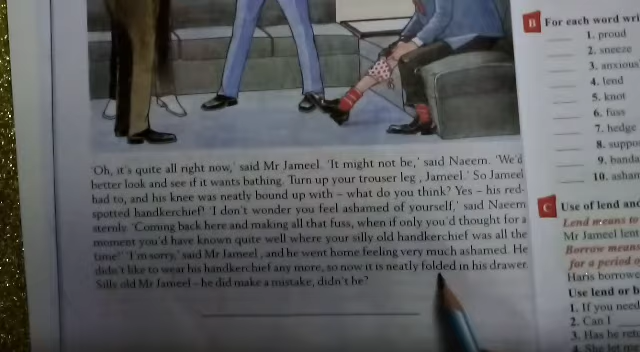 'Oh, it's quite all right now,' said Mr Jameel. 'It might not be,' said Naeem. 'We'd
better look and see if it wants bathing. Turn up your trouser leg , Jameel.' So Jameel
had to, and his knee was neatly bound up with – what do you think? Yes – his red-
spotted handkerchief! 'I don't wonder you feel ashamed of yourself,' said Naeem
sternly. 'Coming back here and making all that fuss, when if only you'd thought for a
moment you'd have known quite well where your silly old handkerchief was all the
time!' 'I'm sorry,' said Mr Jameel , and he went home feeling very much ashamed. He
didn't like to wear his handkerchief any more, so now it is neatly folded in his drawer.
Sills old Mr Jameel – he did make a mistake, didn't he?
B For each word wri
1. proud
2. sneeze
3. anxious
4. lend
5. knot
6. fuss
7. hedge
8. suppo
9. banda
10. asham
C Use of lend an
Lend means to
Mr Jameel lent
Borrow means
for a period o
Haris borrowe
Use lend or b
1. If you need
2. Can I
3. Has he ret
4. She let me